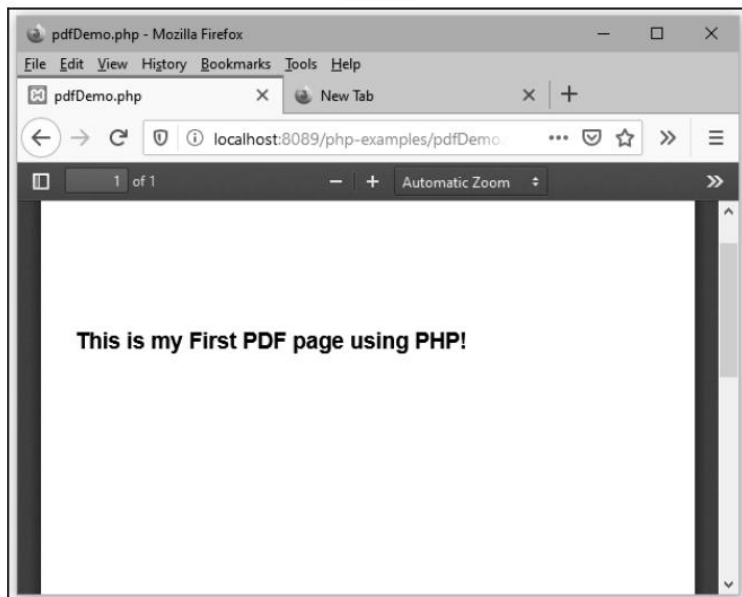 pdfDemo.php - Mozilla Firefox
File Edit View History Bookmarks Tools Help
pdfDemo.php New Tab
localhost:8089/php-examples/pdfDemo
1 of 1 Automatic Zoom
This is my First PDF page using PHP!